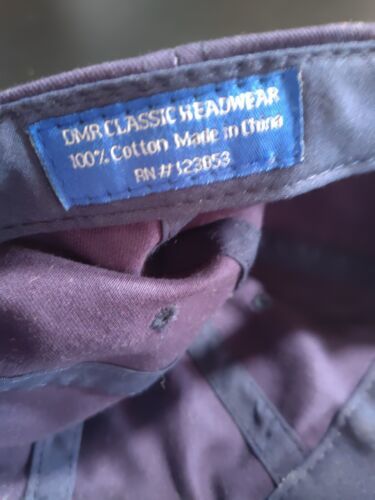 DMR CLASSIC HEADWEAR
100% Cotton Made in China
RN# 123053